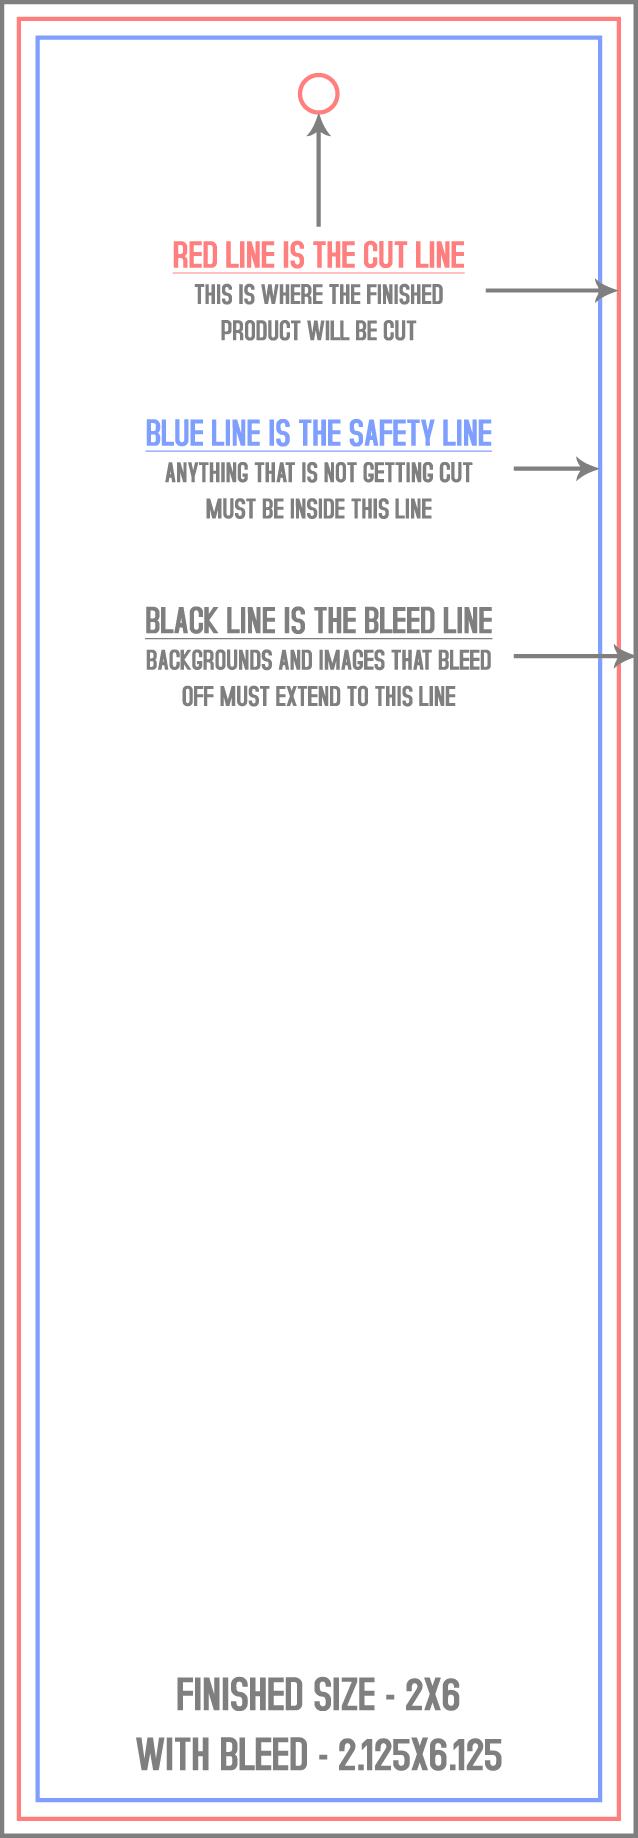 RED LINE IS THE CUT LINE
THIS IS WHERE THE FINISHED
PRODUCT WILL BE CUT
BLUE LINE IS THE SAFETY LINE
ANYTHING THAT IS NOT GETTING CUT
MUST BE INSIDE THIS LINE
BLACK LINE IS THE BLEED LINE
BACKGROUNDS AND IMAGES THAT BLEED
OFF MUST EXTEND TO THIS LINE
FINISHED SIZE - 2X6
WITH BLEED - 2.125X6.125